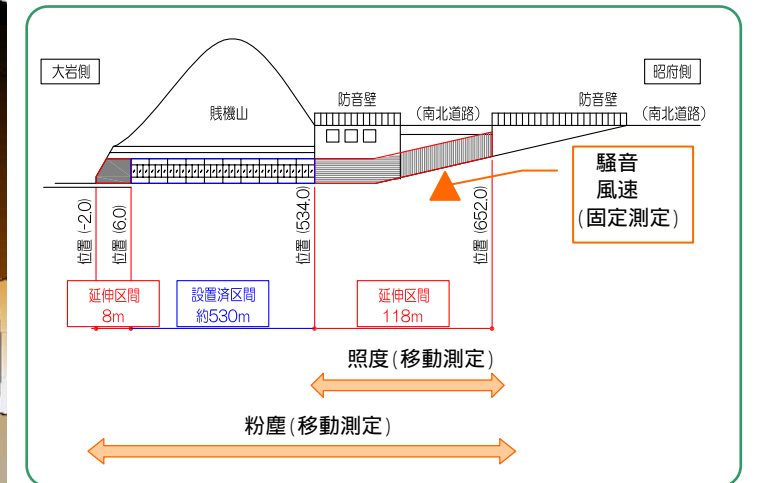 大岩側
昭府側
賎機山
防音壁
(南北道路)
防音壁
(南北道路)
騒音
風速
(固定測定)
位置 (-2.0)
位置 (6.0)
位置 (534.0)
位置 (652.0)
延伸区間
8m
設置済区間
約530m
延伸区間
118m
照度(移動測定)
粉塵(移動測定)